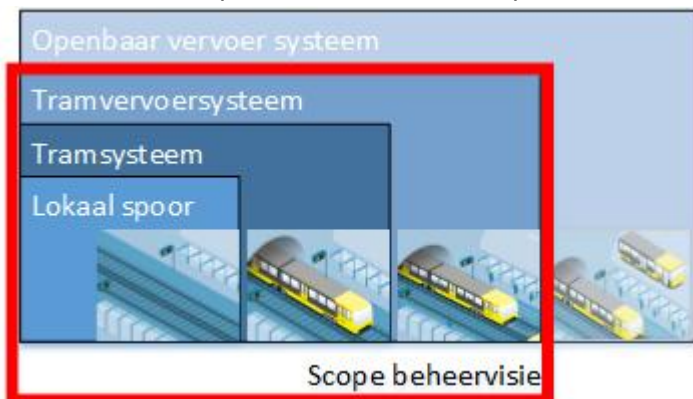 Openbaar vervoer systeem
Tramvervoersysteem
Tramsysteem
Lokaal spoor
Scope beheervisie